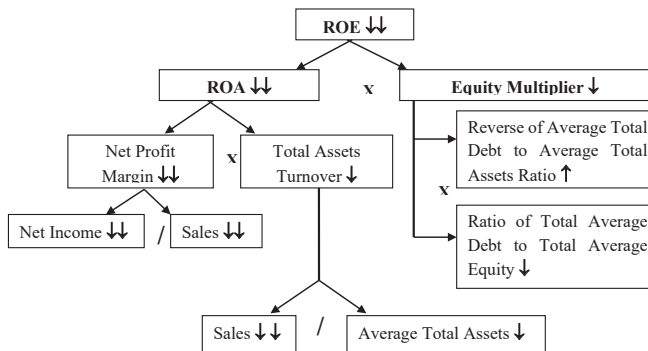 ROE ↓↓
ROA ↓↓
x
Equity Multiplier ↓
Net Profit
Margin ↓↓
x
Total Assets
Turnover ↓
Reverse of Average Total
Debt to Average Total
Assets Ratio ↑
x
Ratio of Total Average
Debt to Total Average
Equity ↓
Net Income ↓↓
/
Sales ↓↓
Sales ↓↓
/
Average Total Assets ↓